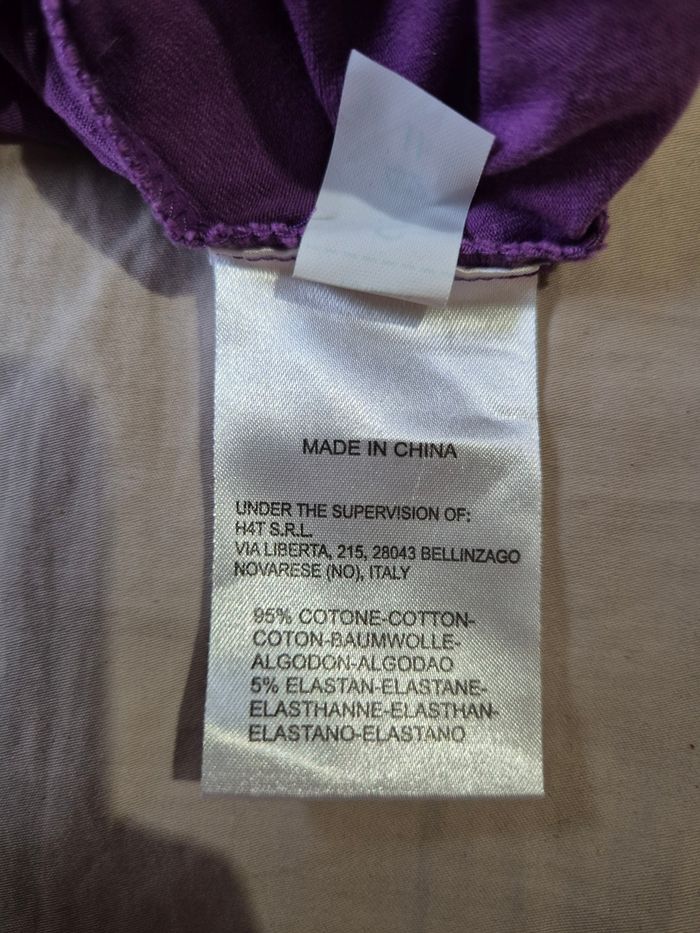 MADE IN CHINA
UNDER THE SUPERVISION OF:
H4T S.R.L.
VIA LIBERTA, 215, 28043 BELLINZAGO
NOVARESE (NO), ITALY
95% COTONE-COTTON-
COTON-BAUMWOLLE-
ALGODON-ALGODAO
5% ELASTAN-ELASTANE-
ELASTHANNE-ELASTHAN-
ELASTANO-ELASTANO